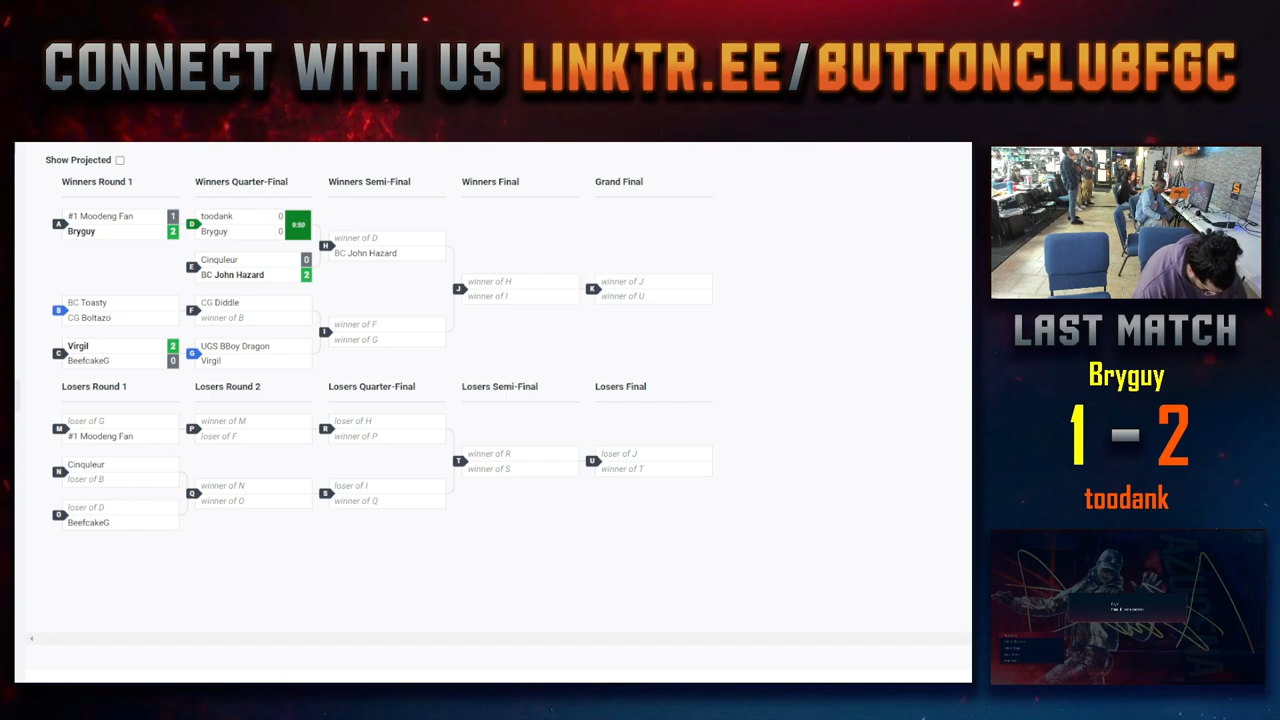 CONNECT WITH US LINKTR.EE/BUTTONCLUBFGC
Show Projected
Winners Round 1
Winners Quarter-Final
Winners Semi-Final
Winners Final
Grand Final
A
#1 Moodeng Fan 1
Bryguy 2
D
toodank 0
Bryguy 0
9:50
E
Cinquleur 0
BC John Hazard 2
H
winner of D
BC John Hazard
J
winner of H
winner of I
K
winner of J
winner of U
B
BC Toasty
CG Boltazo
F
CG Diddle
winner of B
I
winner of F
winner of G
C
Virgil 2
BeefcakeG 0
G
UGS BBoy Dragon
Virgil
Losers Round 1
Losers Round 2
Losers Quarter-Final
Losers Semi-Final
Losers Final
M
loser of G
#1 Moodeng Fan
P
winner of M
loser of F
R
loser of H
winner of P
N
Cinquleur
loser of B
T
winner of R
winner of S
U
loser of J
winner of T
O
loser of D
BeefcakeG
Q
winner of N
winner of O
S
loser of I
winner of Q
LAST MATCH
Bryguy
1 - 2
toodank
AZUCENA